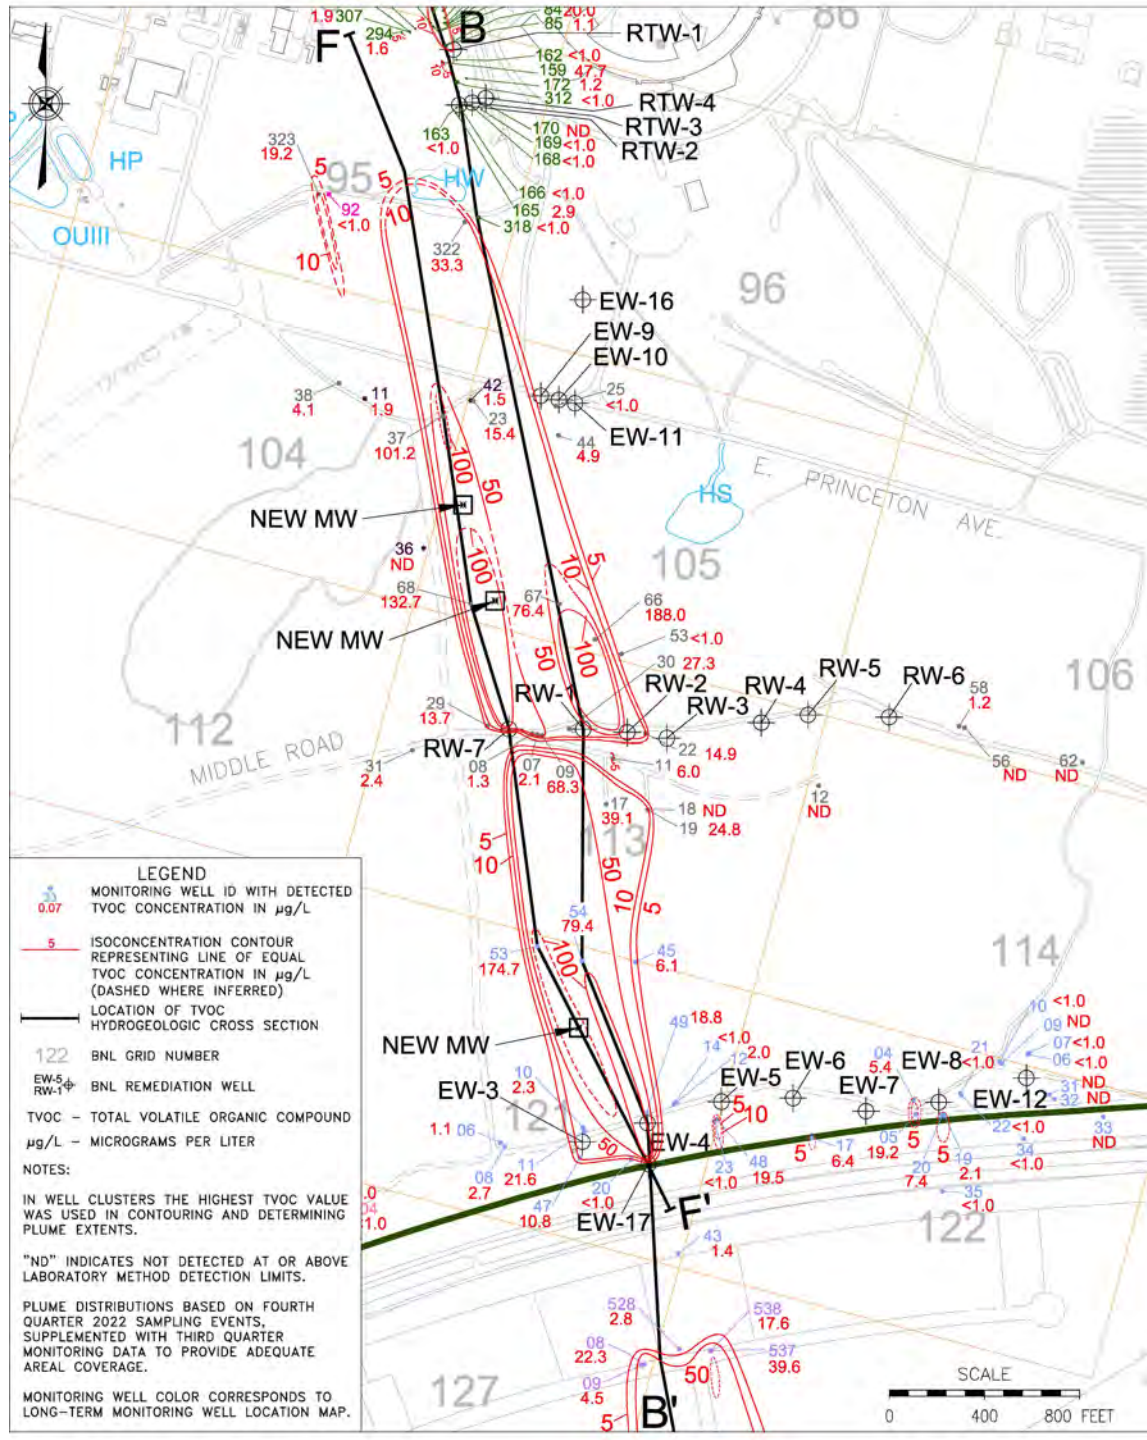 1.9 307
294
1.6
F
B
84 20.0
85 1.1
RTW-1
86
162 <1.0
159 47.7
172 1.2
312 <1.0
RTW-4
RTW-3
RTW-2
163
<1.0
170 ND
169 <1.0
168 <1.0
166 <1.0
165 2.9
318 <1.0
HP
OUIII
323
19.2
5
95
92
<1.0
10
5
HW
10
322
33.3
96
EW-16
EW-9
EW-10
25
<1.0
EW-11
38
4.1
11
1.9
42
1.5
23
15.4
37
101.2
44
4.9
104
100
50
HS
E. PRINCETON AVE.
NEW MW
36
ND
100
5
10
105
68
132.7
67
76.4
66
188.0
NEW MW
53 <1.0
50
100
30 27.3
RW-1
RW-2
RW-3
RW-4
RW-5
RW-6
106
58
1.2
29
13.7
112
RW-7
MIDDLE ROAD
31
2.4
08
1.3
07
2.1
09
68.3
5
11
6.0
22
14.9
56
ND
62
ND
12
ND
17
39.1
18 ND
19 24.8
113
5
10
50
10
5
54
79.4
53
174.7
100
45
6.1
114
NEW MW
49 18.8
14 <1.0
12 2.0
10 <1.0
09 ND
07 <1.0
06 <1.0
21
<1.0
EW-3
10
2.3
EW-5
EW-6
04
5.4
EW-8
EW-7
EW-12
31 ND
32 ND
121
1.1 06
50
EW-4
5
10
22
<1.0
33
ND
08
2.7
11
21.6
20
<1.0
47
10.8
23
<1.0
48
19.5
5
17
6.4
05
19.2
5
5
20
7.4
19
2.1
34
<1.0
35
<1.0
EW-17
F'
122
43
1.4
528
2.8
538
17.6
08
22.3
537
39.6
09
4.5
50
127
5
B'
04
LEGEND
33
0.07
MONITORING WELL ID WITH DETECTED
TVOC CONCENTRATION IN µg/L
5
ISOCONCENTRATION CONTOUR
REPRESENTING LINE OF EQUAL
TVOC CONCENTRATION IN µg/L
(DASHED WHERE INFERRED)
LOCATION OF TVOC
HYDROGEOLOGIC CROSS SECTION
122 BNL GRID NUMBER
EW-5
RW-1
BNL REMEDIATION WELL
TVOC – TOTAL VOLATILE ORGANIC COMPOUND
µg/L – MICROGRAMS PER LITER
NOTES:
IN WELL CLUSTERS THE HIGHEST TVOC VALUE
WAS USED IN CONTOURING AND DETERMINING
PLUME EXTENTS.
"ND" INDICATES NOT DETECTED AT OR ABOVE
LABORATORY METHOD DETECTION LIMITS.
PLUME DISTRIBUTIONS BASED ON FOURTH
QUARTER 2022 SAMPLING EVENTS,
SUPPLEMENTED WITH THIRD QUARTER
MONITORING DATA TO PROVIDE ADEQUATE
AREAL COVERAGE.
MONITORING WELL COLOR CORRESPONDS TO
LONG–TERM MONITORING WELL LOCATION MAP.
SCALE
0 400 800 FEET